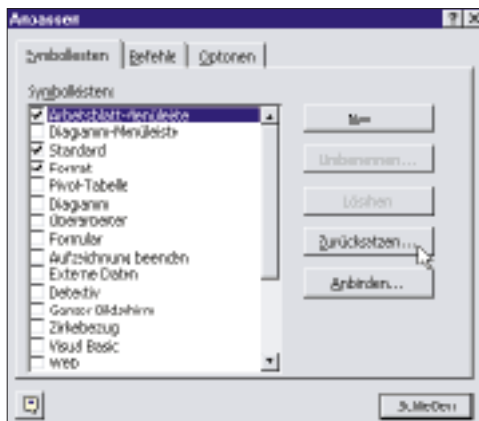 Anpassen
Symbolleisten Befehle Optionen
Symbolleisten:
Arbeitsblatt-Menüleiste
Diagramm-Menüleiste
Standard
Format
Pivot-Tabelle
Diagramm
Überarbeiten
Formular
Aufzeichnung beenden
Externe Daten
Detectiv
Ganzer Bildschirm
Zirkelbezug
Visual Basic
Web
Neu...
Umbenennen...
Löschen
Zurücksetzen...
Anbinden...
Schließen